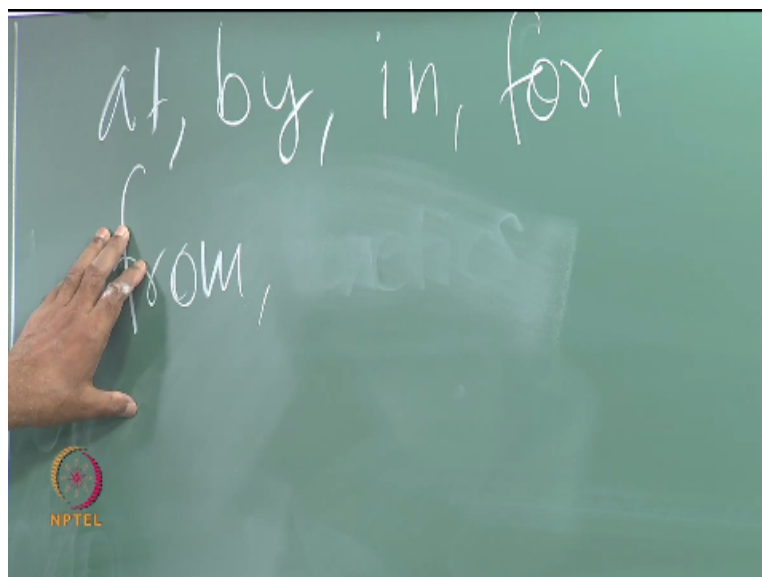 at, by, in, for,
from,
NPTEL